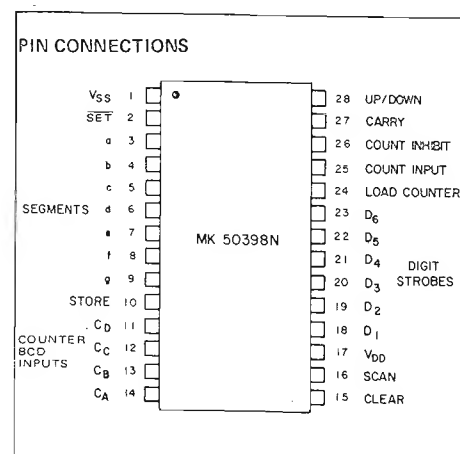 PIN CONNECTIONS
VSS 1
SET 2
a 3
b 4
c 5
SEGMENTS d 6
e 7
f 8
g 9
STORE 10
CD 11
COUNTER BCD INPUTS
CC 12
CB 13
CA 14
MK 50398N
28 UP/DOWN
27 CARRY
26 COUNT INHIBIT
25 COUNT INPUT
24 LOAD COUNTER
23 D6
22 D5
21 D4
20 D3
19 D2
18 D1
DIGIT
STROBES
17 VDD
16 SCAN
15 CLEAR